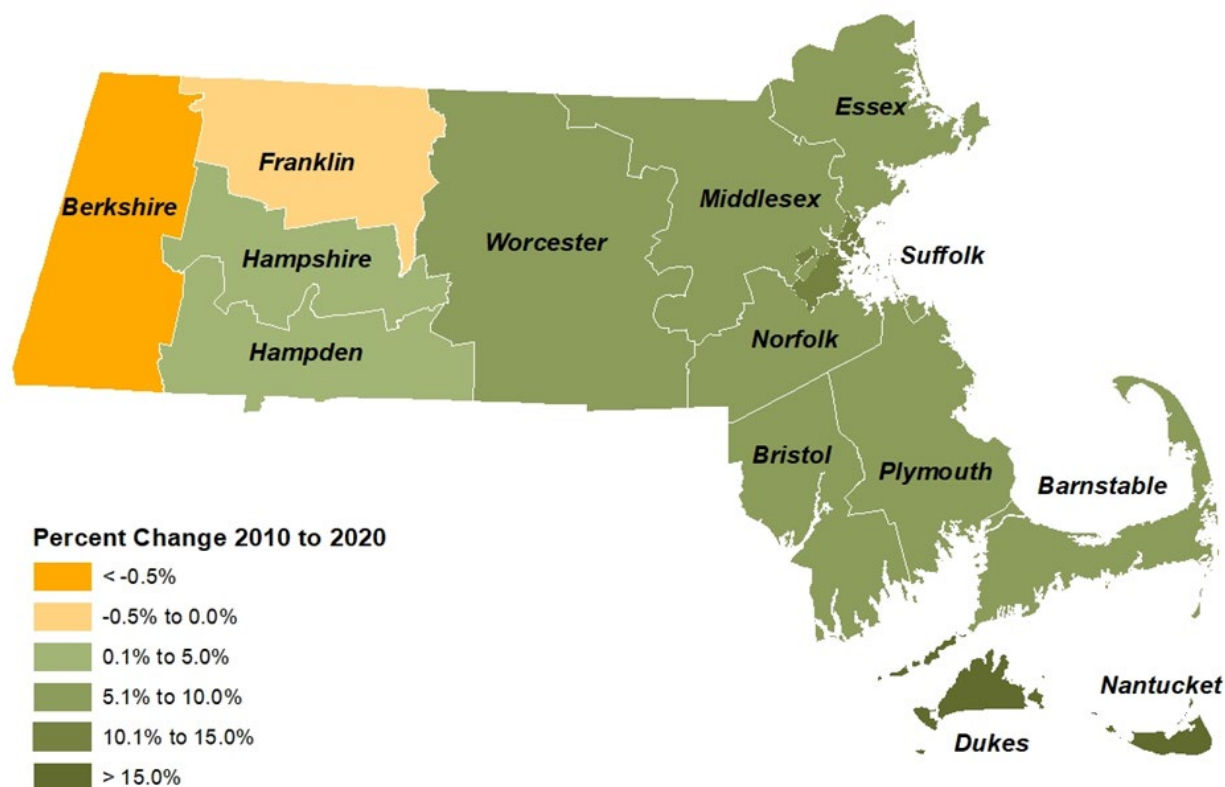 Essex
Franklin
Middlesex
Berkshire
Worcester
Hampshire
Suffolk
Norfolk
Hampden
Bristol
Plymouth
Barnstable
Nantucket
Dukes
Percent Change 2010 to 2020
< -0.5%
-0.5% to 0.0%
0.1% to 5.0%
5.1% to 10.0%
10.1% to 15.0%
> 15.0%